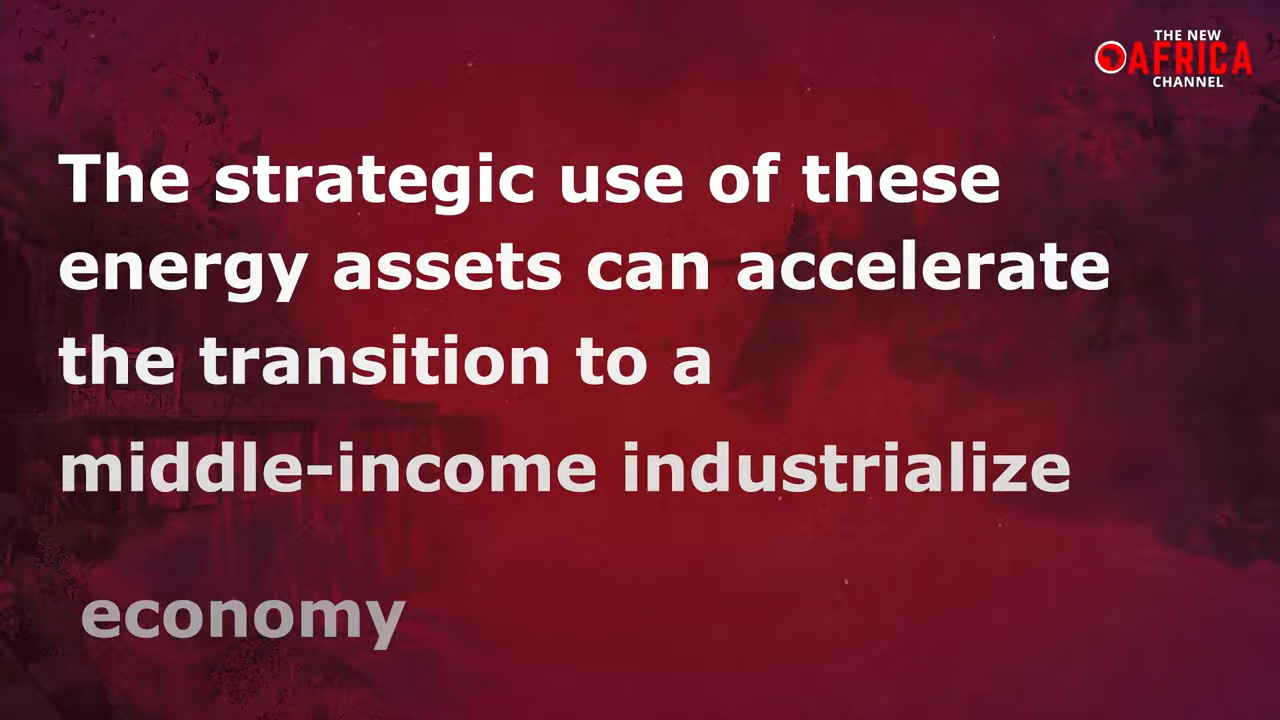 THE NEW
AFRICA
CHANNEL
The strategic use of these
energy assets can accelerate
the transition to a
middle-income industrialize
economy